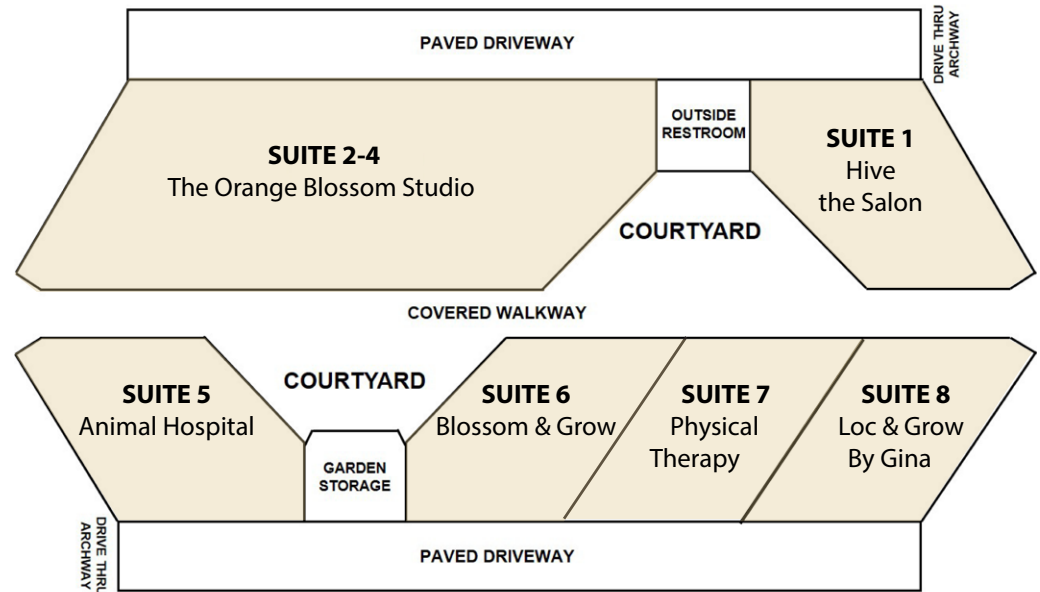 PAVED DRIVEWAY
DRIVE THRU
ARCHWAY
OUTSIDE
RESTROOM
SUITE 2-4
The Orange Blossom Studio
SUITE 1
Hive
the Salon
COURTYARD
COVERED WALKWAY
COURTYARD
SUITE 5
Animal Hospital
SUITE 6
Blossom & Grow
SUITE 7
Physical
Therapy
SUITE 8
Loc & Grow
By Gina
GARDEN
STORAGE
DRIVE THRU
ARCHWAY
PAVED DRIVEWAY